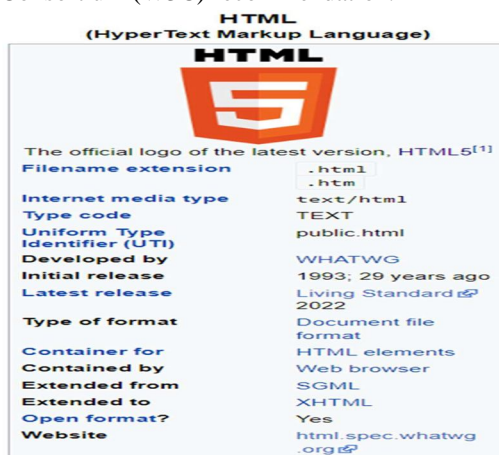 HTML
(HyperText Markup Language)
HTML
5
The official logo of the latest version, HTML5[1]
Filename extension .html
.htm
Internet media type text/html
Type code TEXT
Uniform Type
Identifier (UTI) public.html
Developed by WHATWG
Initial release 1993; 29 years ago
Latest release Living Standard
2022
Type of format Document file
format
Container for HTML elements
Contained by Web browser
Extended from SGML
Extended to XHTML
Open format? Yes
Website html.spec.whatwg
.org